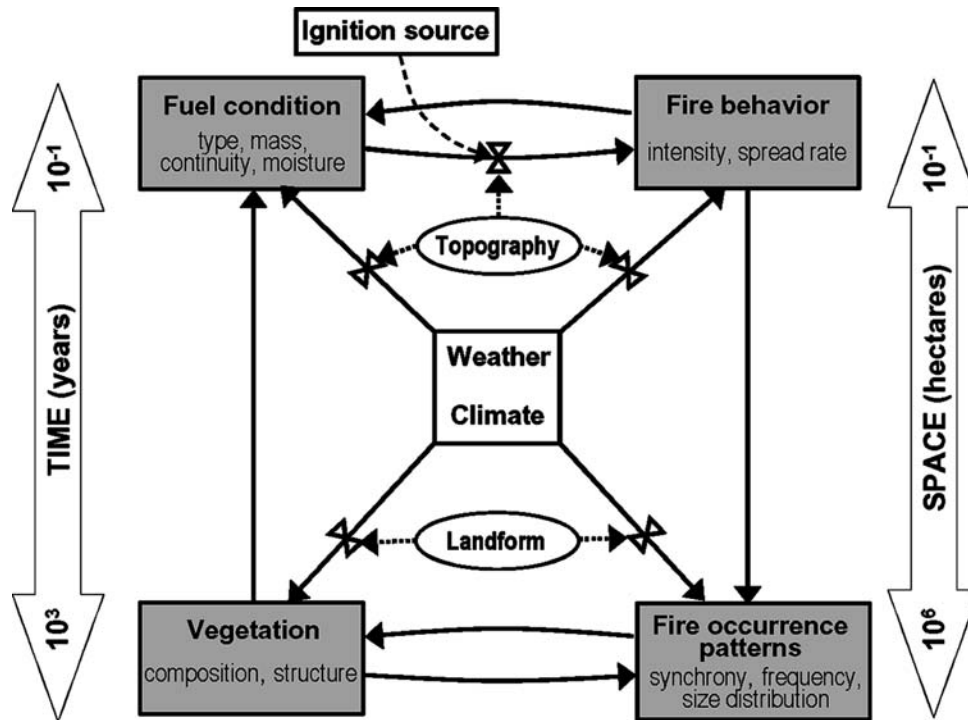 Ignition source
Fuel condition
type, mass,
continuity, moisture
Fire behavior
intensity, spread rate
10-1
10-1
Topography
TIME (years)
SPACE (hectares)
Weather
Climate
Landform
10³
10⁶
Vegetation
composition, structure
Fire occurrence
patterns
synchrony, frequency,
size distribution